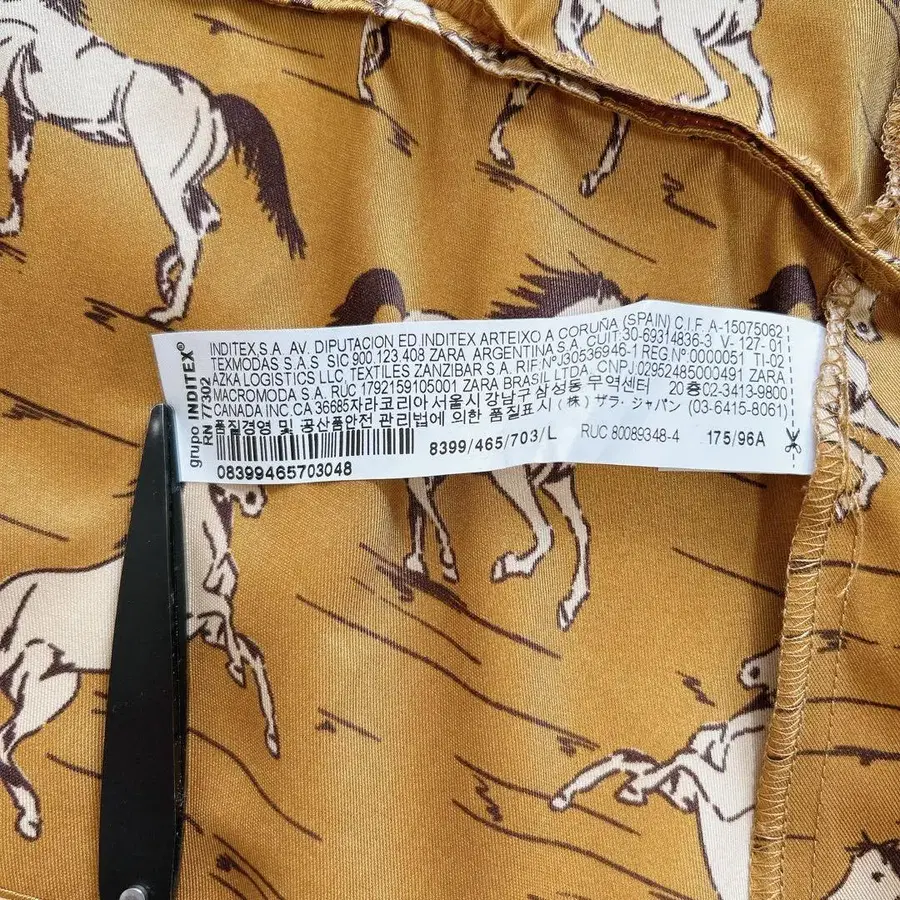 grupo INDITEX®
RN 77302
INDITEX S.A. AV. DIPUTACION ED.INDITEX ARTEIXO A CORUÑA (SPAIN) C.I.F. A-15075062
TEXMODAS S.A.S. SIC 900.123.408 ZARA ARGENTINA S.A. CUIT.30-69314836-3 V-127-01
AZKA LOGISTICS LLC TEXTILES ZANZIBAR S.A. RIF.NºJ30536946-1 REG.Nº.0000051 TI-02
MACROMODA S.A. RUC 1792159105001 ZARA BRASIL LTDA, CNPJ.02952485000491 ZARA
CANADA INC.CA 36685자라코리아 서울시 강남구 삼성동 무역센터 20층02-3413-9800
품질경영 및 공산품안전 관리법에 의한 품질표시 (株) ザラ・ジャパン (03-6415-8061)
08399465703048
8399/465/703/L
RUC 80089348-4
175/96A